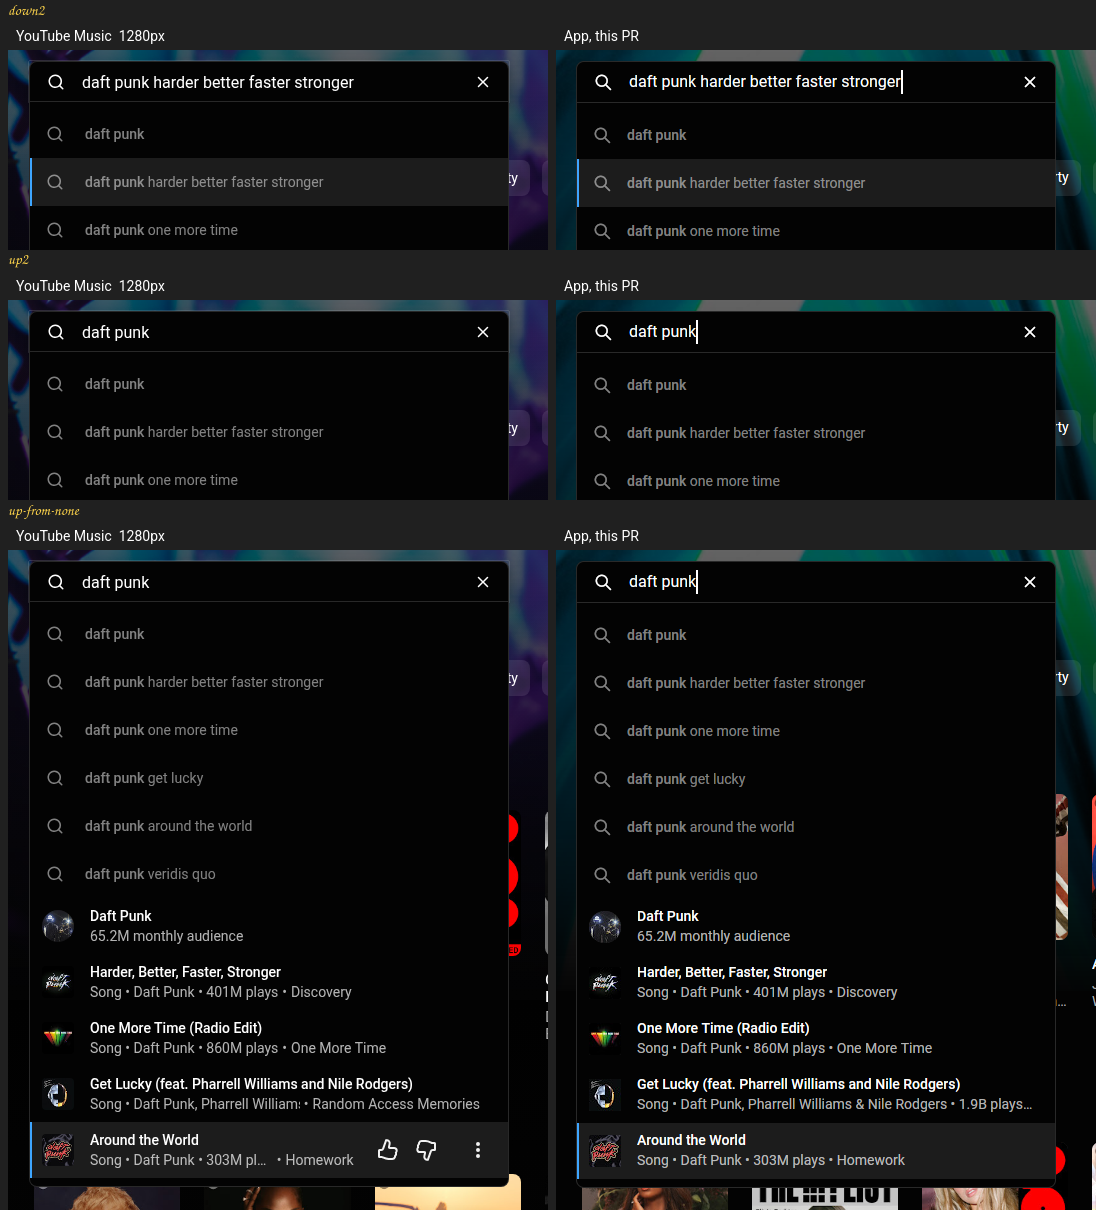 down2
YouTube Music 1280px
App, this PR
daft punk harder better faster stronger
daft punk
daft punk harder better faster stronger
daft punk one more time
ty
daft punk harder better faster stronger
daft punk
daft punk harder better faster stronger
daft punk one more time
rty
up2
YouTube Music 1280px
App, this PR
daft punk
daft punk
daft punk harder better faster stronger
daft punk one more time
ty
daft punk
daft punk
daft punk harder better faster stronger
daft punk one more time
rty
up-from-none
YouTube Music 1280px
App, this PR
daft punk
daft punk
daft punk harder better faster stronger
daft punk one more time
daft punk get lucky
daft punk around the world
daft punk veridis quo
Daft Punk
65.2M monthly audience
Harder, Better, Faster, Stronger
Song • Daft Punk • 401M plays • Discovery
One More Time (Radio Edit)
Song • Daft Punk • 860M plays • One More Time
Get Lucky (feat. Pharrell Williams and Nile Rodgers)
Song • Daft Punk, Pharrell Williams • Random Access Memories
Around the World
Song • Daft Punk • 303M pl... • Homework
ty
daft punk
daft punk
daft punk harder better faster stronger
daft punk one more time
daft punk get lucky
daft punk around the world
daft punk veridis quo
Daft Punk
65.2M monthly audience
Harder, Better, Faster, Stronger
Song • Daft Punk • 401M plays • Discovery
One More Time (Radio Edit)
Song • Daft Punk • 860M plays • One More Time
Get Lucky (feat. Pharrell Williams and Nile Rodgers)
Song • Daft Punk, Pharrell Williams & Nile Rodgers • 1.9B plays...
Around the World
Song • Daft Punk • 303M plays • Homework
rty